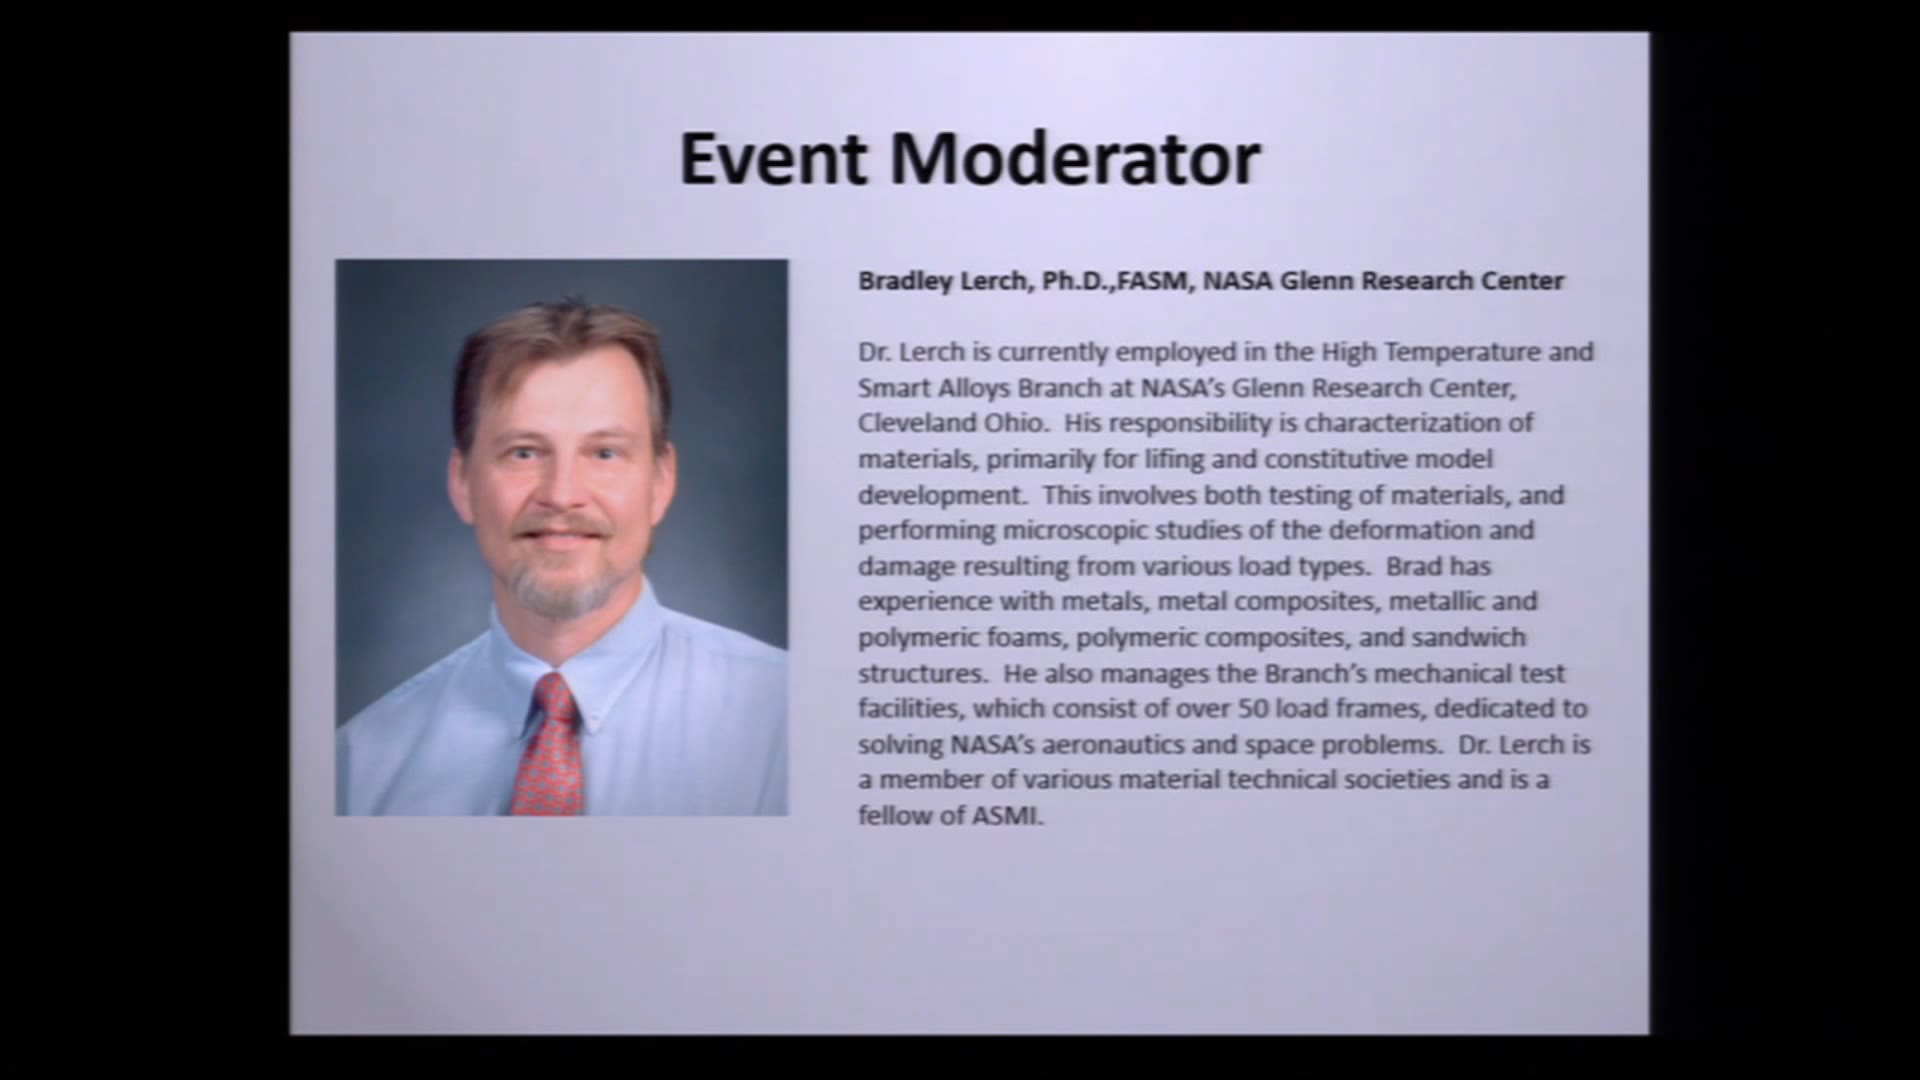 Event Moderator
Bradley Lerch, Ph.D.,FASM, NASA Glenn Research Center
Dr. Lerch is currently employed in the High Temperature and
Smart Alloys Branch at NASA’s Glenn Research Center,
Cleveland Ohio.  His responsibility is characterization of
materials, primarily for lifing and constitutive model
development.  This involves both testing of materials, and
performing microscopic studies of the deformation and
damage resulting from various load types.  Brad has
experience with metals, metal composites, metallic and
polymeric foams, polymeric composites, and sandwich
structures.  He also manages the Branch’s mechanical test
facilities, which consist of over 50 load frames, dedicated to
solving NASA’s aeronautics and space problems.  Dr. Lerch is
a member of various material technical societies and is a
fellow of ASMI.